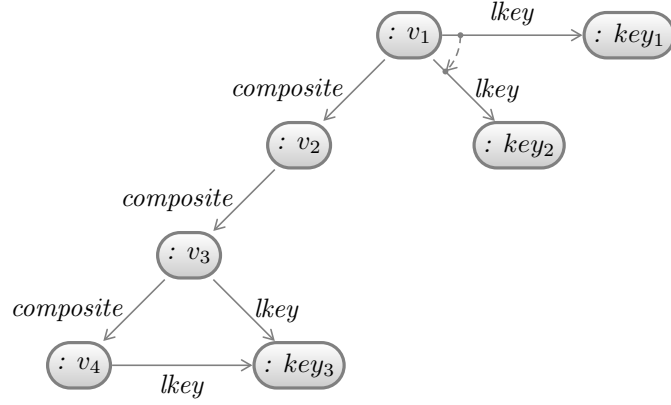 lkey
: v₁
: key₁
lkey
composite
: v₂
: key₂
composite
: v₃
composite
lkey
: v₄
: key₃
lkey